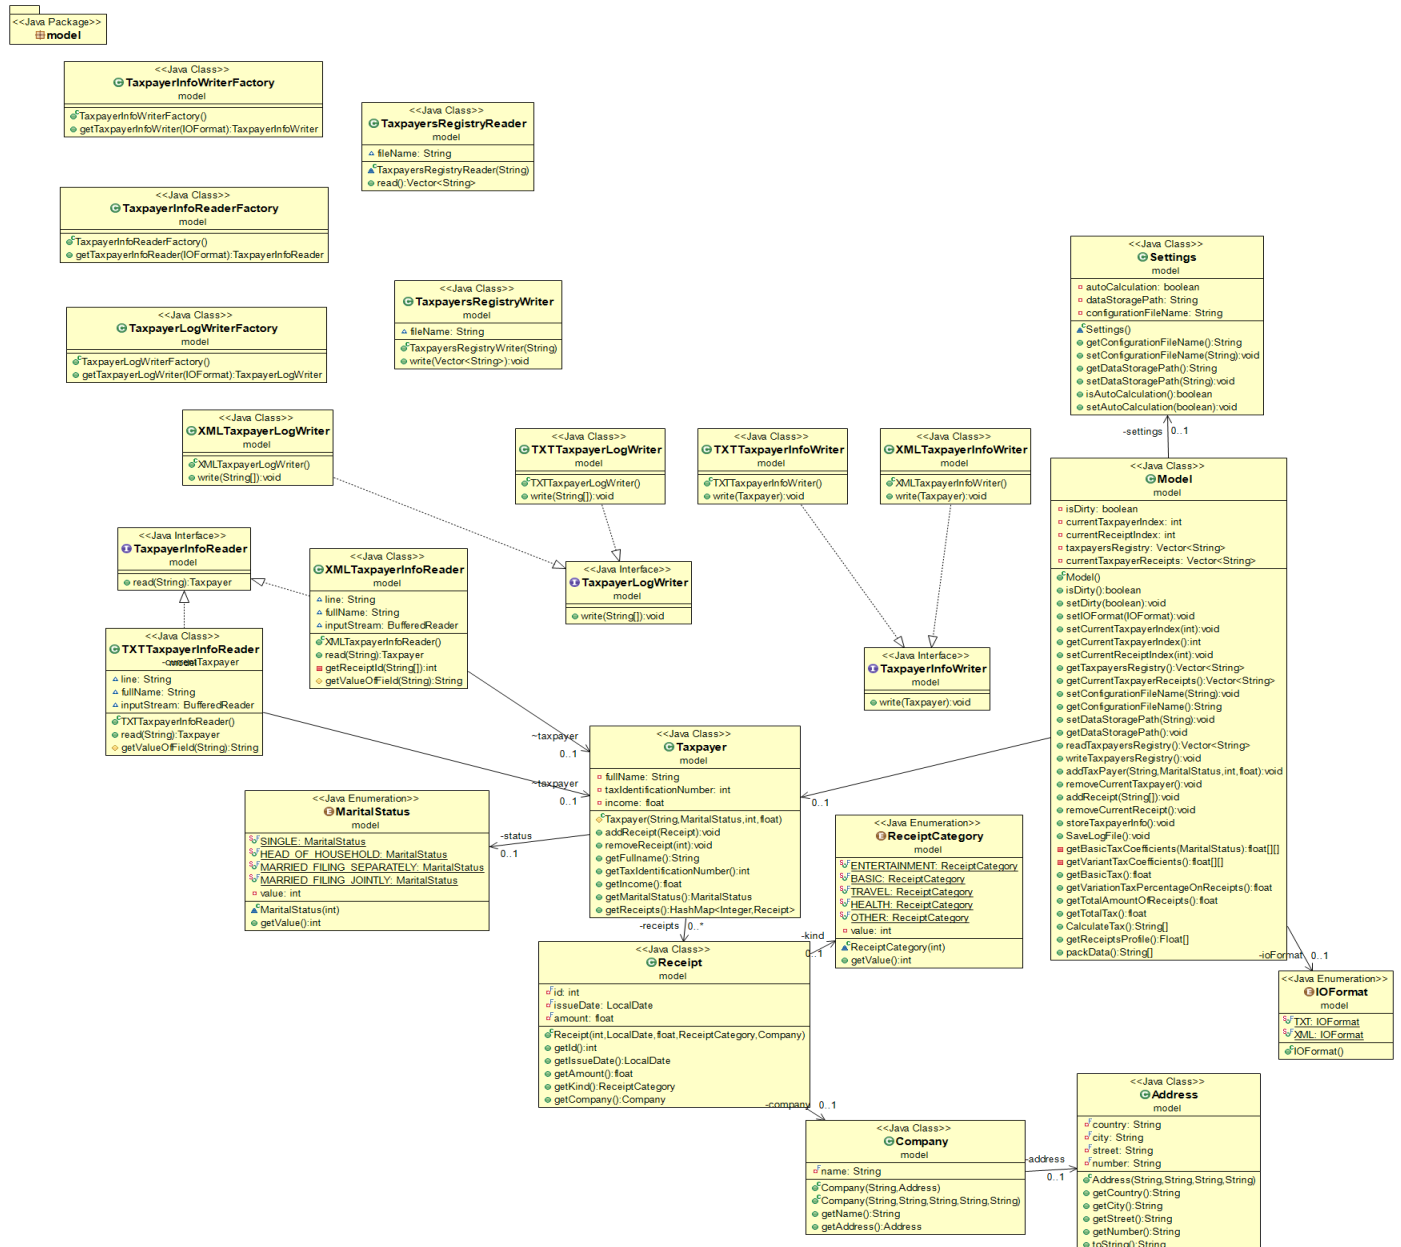 <<Java Package>>
model
<<Java Class>>
TaxpayerInfoWriterFactory
model
TaxpayerInfoWriterFactory()
getTaxpayerInfoWriter(IOFormat):TaxpayerInfoWriter
<<Java Class>>
TaxpayersRegistryReader
model
fileName: String
TaxpayersRegistryReader(String)
read():Vector<String>
<<Java Class>>
TaxpayerInfoReaderFactory
model
TaxpayerInfoReaderFactory()
getTaxpayerInfoReader(IOFormat):TaxpayerInfoReader
<<Java Class>>
Settings
model
autoCalculation: boolean
dataStoragePath: String
configurationFileName: String
Settings()
getConfigurationFileName():String
setConfigurationFileName(String):void
getDataStoragePath():String
setDataStoragePath(String):void
isAutoCalculation():boolean
setAutoCalculation(boolean):void
<<Java Class>>
TaxpayersRegistryWriter
model
fileName: String
TaxpayersRegistryWriter(String)
write(Vector<String>):void
<<Java Class>>
TaxpayerLogWriterFactory
model
TaxpayerLogWriterFactory()
getTaxpayerLogWriter(IOFormat):TaxpayerLogWriter
<<Java Class>>
XMLTaxpayerLogWriter
model
XMLTaxpayerLogWriter()
write(String[]):void
<<Java Class>>
TXTTaxpayerLogWriter
model
TXTTaxpayerLogWriter()
write(String[]):void
<<Java Class>>
TXTTaxpayerInfoWriter
model
TXTTaxpayerInfoWriter()
write(Taxpayer):void
<<Java Class>>
XMLTaxpayerInfoWriter
model
XMLTaxpayerInfoWriter()
write(Taxpayer):void
-settings
0..1
<<Java Class>>
Model
model
isDirty: boolean
currentTaxpayerIndex: int
currentReceiptIndex: int
taxpayersRegistry: Vector<String>
currentTaxpayerReceipts: Vector<String>
Model()
isDirty():boolean
setDirty(boolean):void
setIOFormat(IOFormat):void
setCurrentTaxpayerIndex(int):void
getCurrentTaxpayerIndex():int
setCurrentReceiptIndex(int):void
getTaxpayersRegistry():Vector<String>
getCurrentTaxpayerReceipts():Vector<String>
setConfigurationFileName(String):void
getConfigurationFileName():String
setDataStoragePath(String):void
getDataStoragePath():void
readTaxpayersRegistry():Vector<String>
writeTaxpayersRegistry():void
addTaxPayer(String,MaritalStatus,int,float):void
removeCurrentTaxpayer():void
addReceipt(String[]):void
removeCurrentReceipt():void
storeTaxpayerInfo():void
SaveLogFile():void
getBasicTaxCoefficients(MaritalStatus):float[][]
getVariantTaxCoefficients():float[][]
getBasicTax():float
getVariationTaxPercentageOnReceipts():float
getTotalAmountOfReceipts():float
getTotalTax():float
CalculateTax():String[]
getReceiptsProfile():Float[]
packData():String[]
<<Java Interface>>
TaxpayerInfoReader
model
read(String):Taxpayer
<<Java Class>>
XMLTaxpayerInfoReader
model
line: String
fullName: String
inputStream: BufferedReader
XMLTaxpayerInfoReader()
read(String):Taxpayer
getReceiptId(String[]):int
getValueOfField(String):String
<<Java Interface>>
TaxpayerLogWriter
model
write(String[]):void
<<Java Class>>
TXTTaxpayerInfoReader
model
-currentTaxpayer
line: String
fullName: String
inputStream: BufferedReader
TXTTaxpayerInfoReader()
read(String):Taxpayer
getValueOfField(String):String
<<Java Interface>>
TaxpayerInfoWriter
model
write(Taxpayer):void
~taxpayer
0..1
~taxpayer
0..1
<<Java Class>>
Taxpayer
model
fullName: String
taxIdentificationNumber: int
income: float
Taxpayer(String,MaritalStatus,int,float)
addReceipt(Receipt):void
removeReceipt(int):void
getFullname():String
getTaxIdentificationNumber():int
getIncome():float
getMaritalStatus():MaritalStatus
getReceipts():HashMap<Integer,Receipt>
0..1
<<Java Enumeration>>
MaritalStatus
model
SINGLE: MaritalStatus
HEAD_OF_HOUSEHOLD: MaritalStatus
MARRIED_FILING_SEPARATELY: MaritalStatus
MARRIED_FILING_JOINTLY: MaritalStatus
value: int
MaritalStatus(int)
getValue():int
-status
0..1
<<Java Enumeration>>
ReceiptCategory
model
ENTERTAINMENT: ReceiptCategory
BASIC: ReceiptCategory
TRAVEL: ReceiptCategory
HEALTH: ReceiptCategory
OTHER: ReceiptCategory
value: int
ReceiptCategory(int)
getValue():int
-receipts
0..*
-kind
0..1
<<Java Class>>
Receipt
model
id: int
issueDate: LocalDate
amount: float
Receipt(int,LocalDate,float,ReceiptCategory,Company)
getId():int
getIssueDate():LocalDate
getAmount():float
getKind():ReceiptCategory
getCompany():Company
-ioFormat
0..1
<<Java Enumeration>>
IOFormat
model
TXT: IOFormat
XML: IOFormat
IOFormat()
-company
0..1
<<Java Class>>
Company
model
name: String
Company(String,Address)
Company(String,String,String,String,String)
getName():String
getAddress():Address
-address
0..1
<<Java Class>>
Address
model
country: String
city: String
street: String
number: String
Address(String,String,String,String)
getCountry():String
getCity():String
getStreet():String
getNumber():String
toString():String